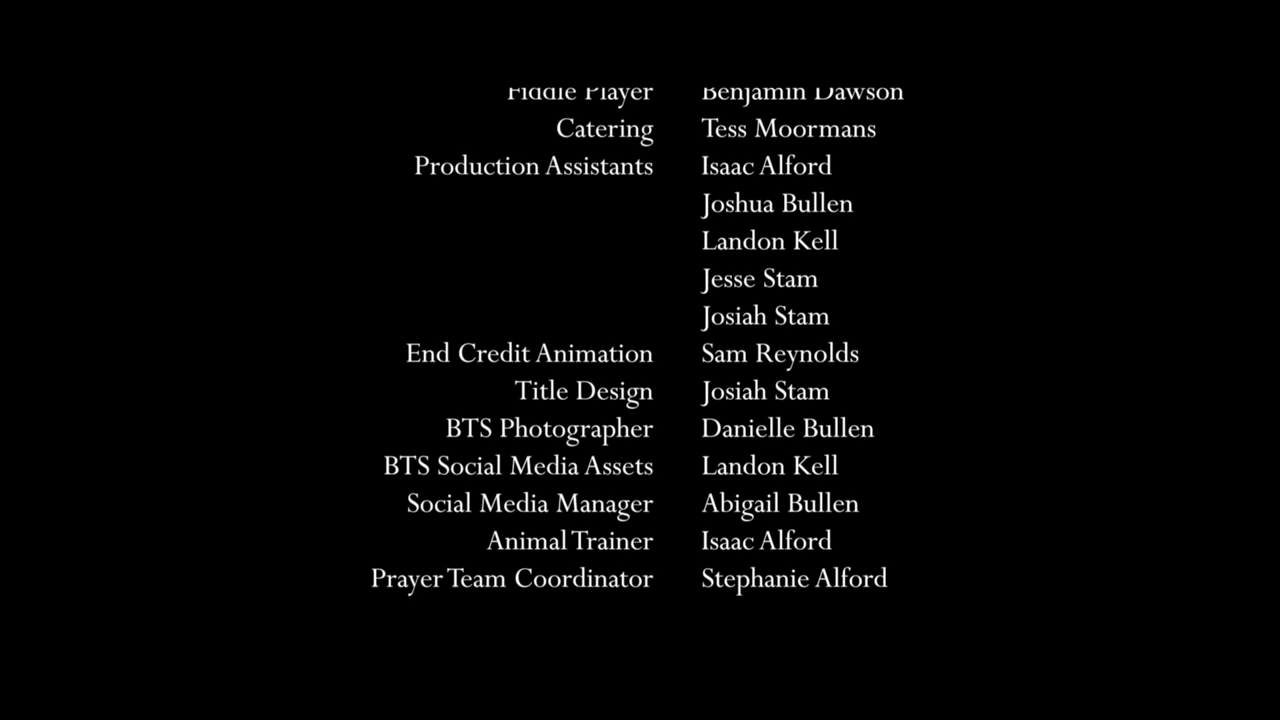 Fiddle Player Benjamin Dawson
Catering Tess Moormans
Production Assistants Isaac Alford
Joshua Bullen
Landon Kell
Jesse Stam
Josiah Stam
End Credit Animation Sam Reynolds
Title Design Josiah Stam
BTS Photographer Danielle Bullen
BTS Social Media Assets Landon Kell
Social Media Manager Abigail Bullen
Animal Trainer Isaac Alford
Prayer Team Coordinator Stephanie Alford